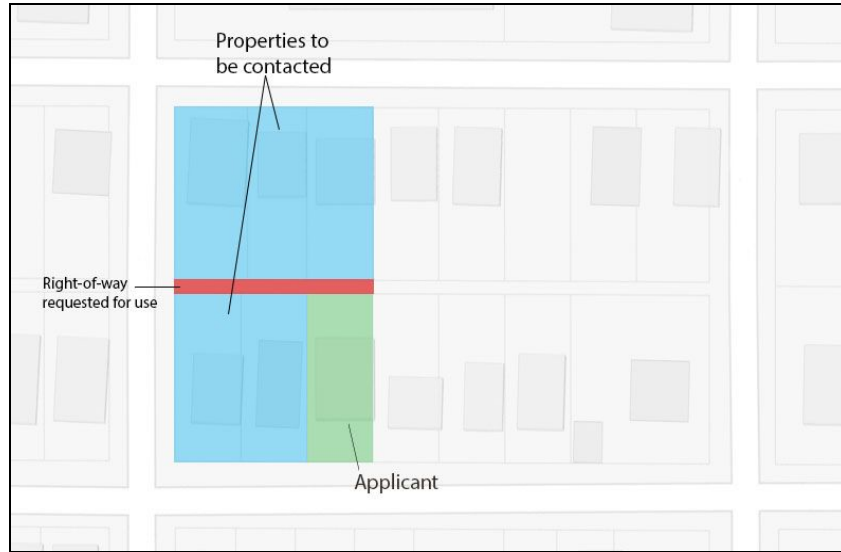 Properties to
be contacted
Right-of-way
requested for use
Applicant